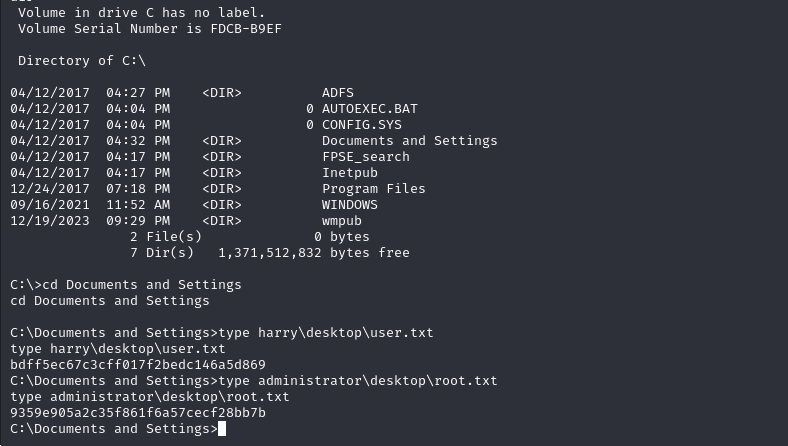 Volume in drive C has no label.
Volume Serial Number is FDCB-B9EF
Directory of C:\
04/12/2017  04:27 PM    <DIR>          ADFS
04/12/2017  04:04 PM                 0 AUTOEXEC.BAT
04/12/2017  04:04 PM                 0 CONFIG.SYS
04/12/2017  04:32 PM    <DIR>          Documents and Settings
04/12/2017  04:17 PM    <DIR>          FPSE_search
04/12/2017  04:17 PM    <DIR>          Inetpub
12/24/2017  07:18 PM    <DIR>          Program Files
09/16/2021  11:52 AM    <DIR>          WINDOWS
12/19/2023  09:29 PM    <DIR>          wmpub
2 File(s)              0 bytes
7 Dir(s)   1,371,512,832 bytes free
C:\>cd Documents and Settings
cd Documents and Settings
C:\Documents and Settings>type harry\desktop\user.txt
type harry\desktop\user.txt
bdff5ec67c3cff017f2bedc146a5d869
C:\Documents and Settings>type administrator\desktop\root.txt
type administrator\desktop\root.txt
9359e905a2c35f861f6a57cecf28bb7b
C:\Documents and Settings>